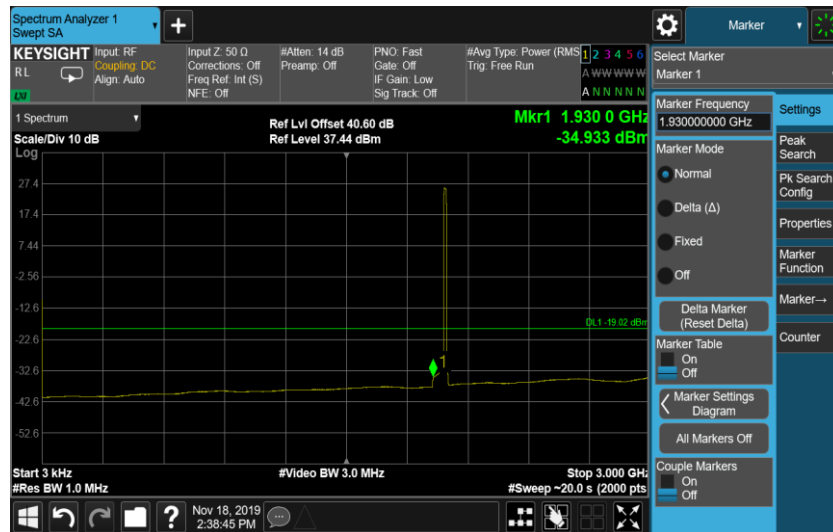 Spectrum Analyzer 1
Swept SA
+
Marker
KEYSIGHT
RL
LXI
Input: RF
Coupling: DC
Align: Auto
Input Z: 50 Ω
Corrections: Off
Freq Ref: Int (S)
NFE: Off
#Atten: 14 dB
Preamp: Off
PNO: Fast
Gate: Off
IF Gain: Low
Sig Track: Off
#Avg Type: Power (RMS
Trig: Free Run
1 2 3 4 5 6
A W W W W W
A N N N N N
Select Marker
Marker 1
1 Spectrum
Scale/Div 10 dB
Log
Ref Lvl Offset 40.60 dB
Ref Level 37.44 dBm
Mkr1 1.930 0 GHz
-34.933 dBm
27.4
17.4
7.44
-2.56
-12.6
-22.6
-32.6
-42.6
-52.6
DL1 -19.02 dBm
1
Start 3 kHz
#Res BW 1.0 MHz
#Video BW 3.0 MHz
Stop 3.000 GHz
#Sweep ~20.0 s (2000 pts
Marker Frequency
1.930000000 GHz
Marker Mode
Normal
Delta (Δ)
Fixed
Off
Delta Marker
(Reset Delta)
Marker Table
On
Off
Marker Settings
Diagram
All Markers Off
Couple Markers
On
Off
Settings
Peak
Search
Pk Search
Config
Properties
Marker
Function
Marker→
Counter
?
Nov 18, 2019
2:38:45 PM